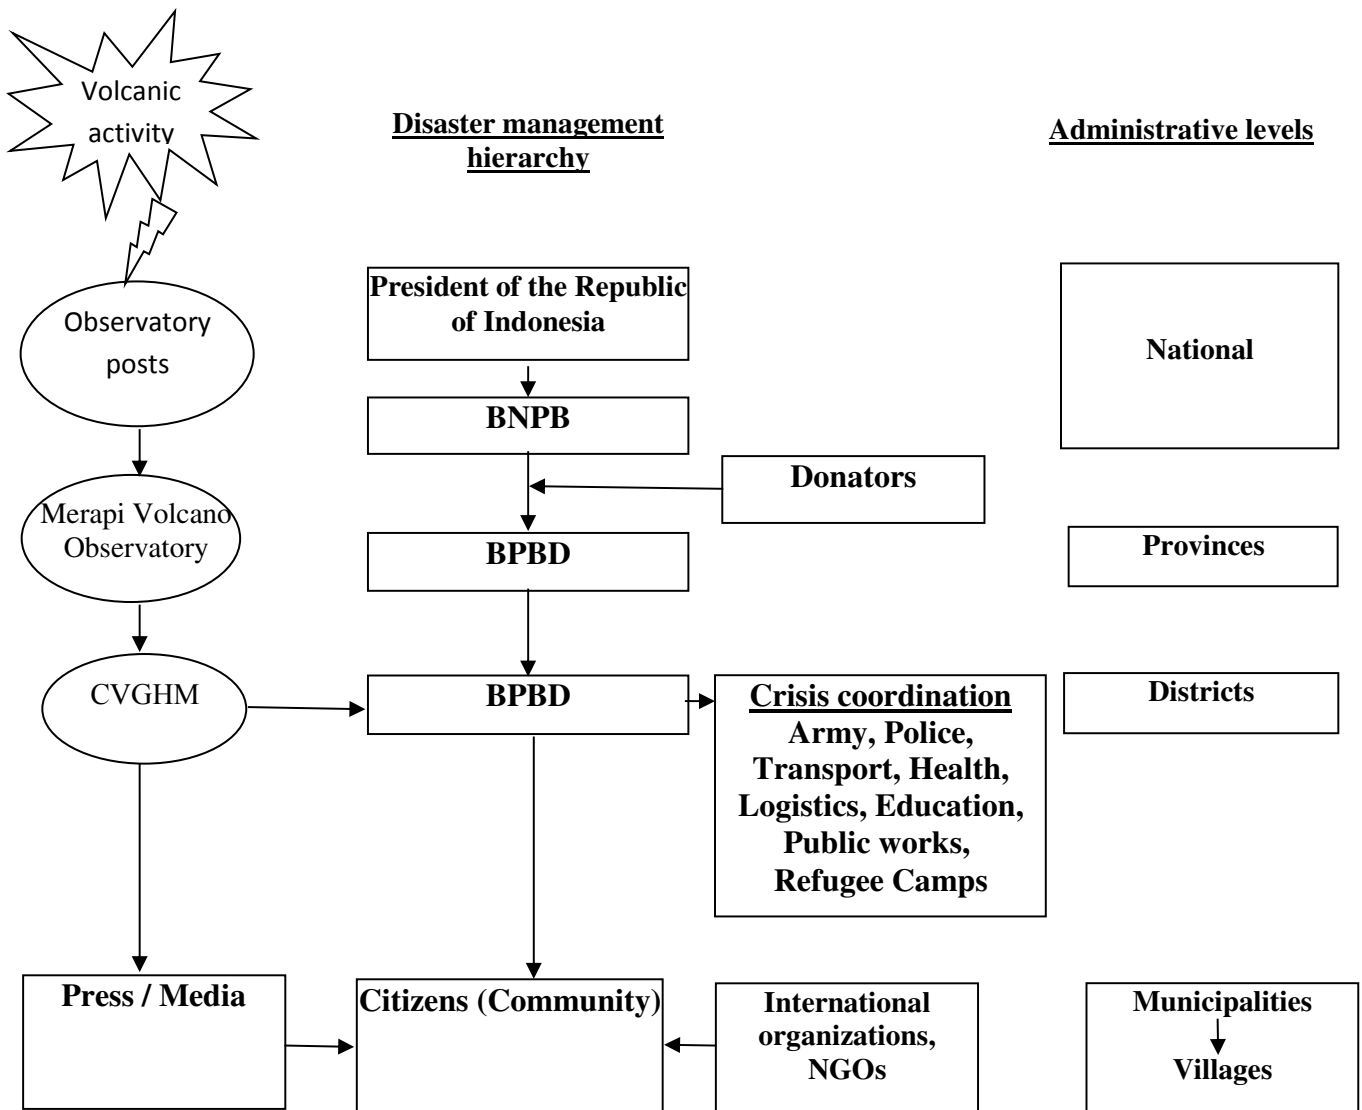 Volcanic
activity
Disaster management
hierarchy
Administrative levels
President of the Republic
of Indonesia
Observatory
posts
National
BNPB
Donators
Merapi Volcano
Observatory
BPBD
Provinces
CVGHM
BPBD
Crisis coordination
Army, Police,
Transport, Health,
Logistics, Education,
Public works,
Refugee Camps
Districts
Press / Media
Citizens (Community)
International
organizations,
NGOs
Municipalities
Villages